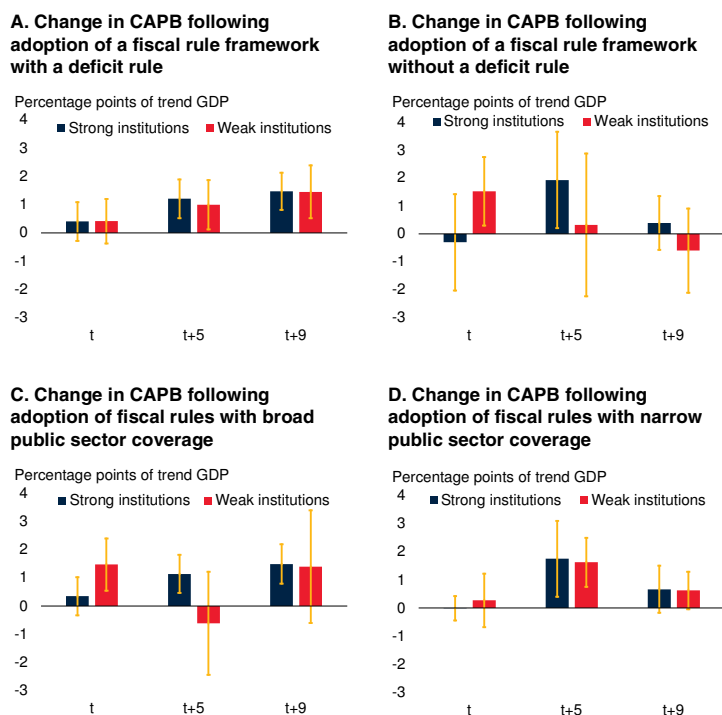 A. Change in CAPB following
adoption of a fiscal rule framework
with a deficit rule
Percentage points of trend GDP
4
Strong institutions Weak institutions
3
2
1
0
-1
-2
-3
t t+5 t+9
B. Change in CAPB following
adoption of a fiscal rule framework
without a deficit rule
Percentage points of trend GDP
4
Strong institutions Weak institutions
3
2
1
0
-1
-2
-3
t t+5 t+9
C. Change in CAPB following
adoption of fiscal rules with broad
public sector coverage
Percentage points of trend GDP
4
Strong institutions Weak institutions
3
2
1
0
-1
-2
-3
t t+5 t+9
D. Change in CAPB following
adoption of fiscal rules with narrow
public sector coverage
Percentage points of trend GDP
4
Strong institutions Weak institutions
3
2
1
0
-1
-2
-3
t t+5 t+9